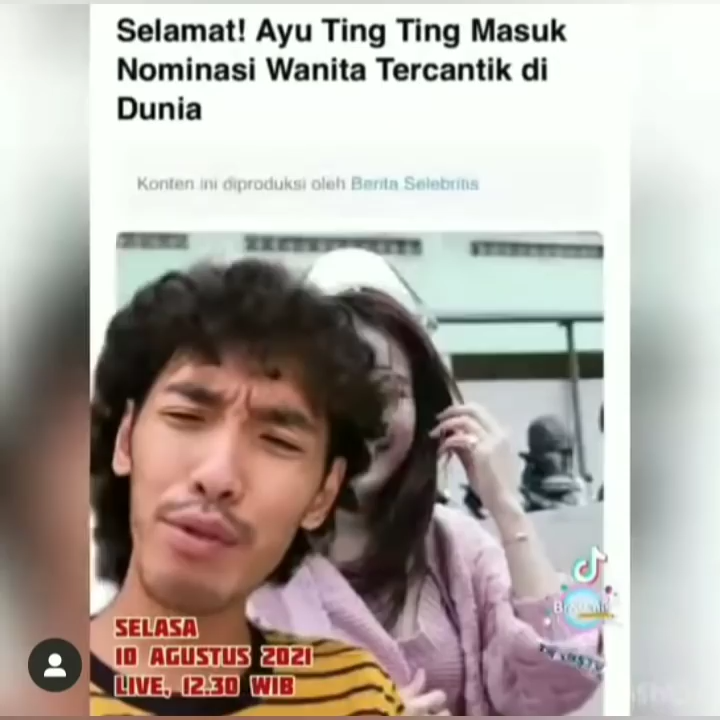 Selamat! Ayu Ting Ting Masuk
Nominasi Wanita Tercantik di
Dunia
Konten ini diproduksi oleh Berita Selebritis
SELASA
10 AGUSTUS 2021
LIVE, 12.30 WIB